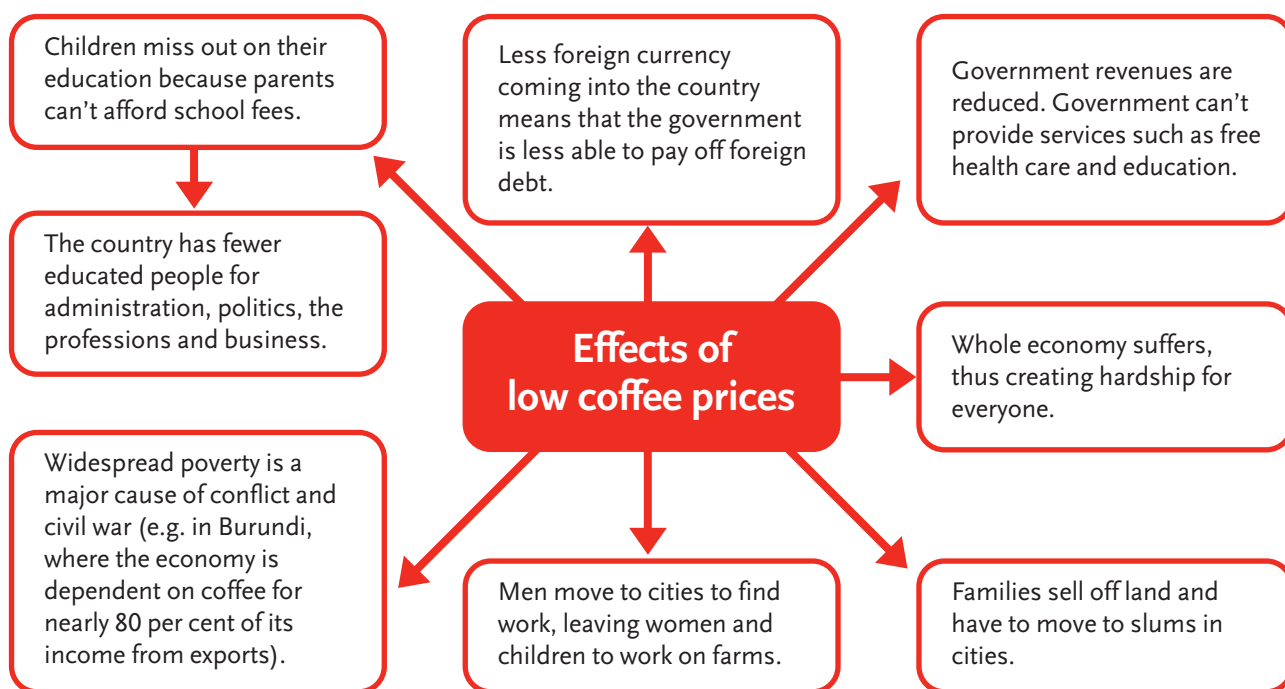 Children miss out on their
education because parents
can’t afford school fees.
Less foreign currency
coming into the country
means that the government
is less able to pay off foreign
debt.
Government revenues are
reduced. Government can’t
provide services such as free
health care and education.
The country has fewer
educated people for
administration, politics, the
professions and business.
Effects of
low coffee prices
Whole economy suffers,
thus creating hardship for
everyone.
Widespread poverty is a
major cause of conflict and
civil war (e.g. in Burundi,
where the economy is
dependent on coffee for
nearly 80 per cent of its
income from exports).
Men move to cities to find
work, leaving women and
children to work on farms.
Families sell off land and
have to move to slums in
cities.